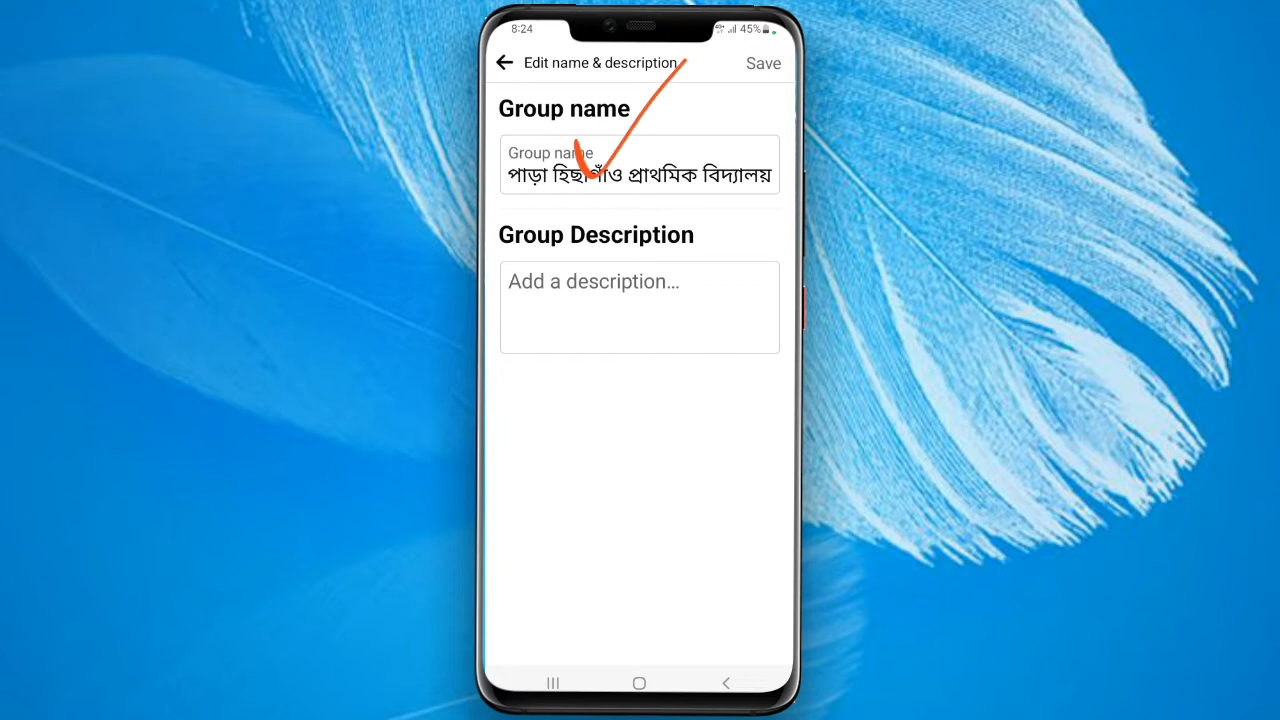 8:24
45%
Edit name & description
Save
Group name
Group name
পাড়া হিছাগাঁও প্রাথমিক বিদ্যালয়
Group Description
Add a description...